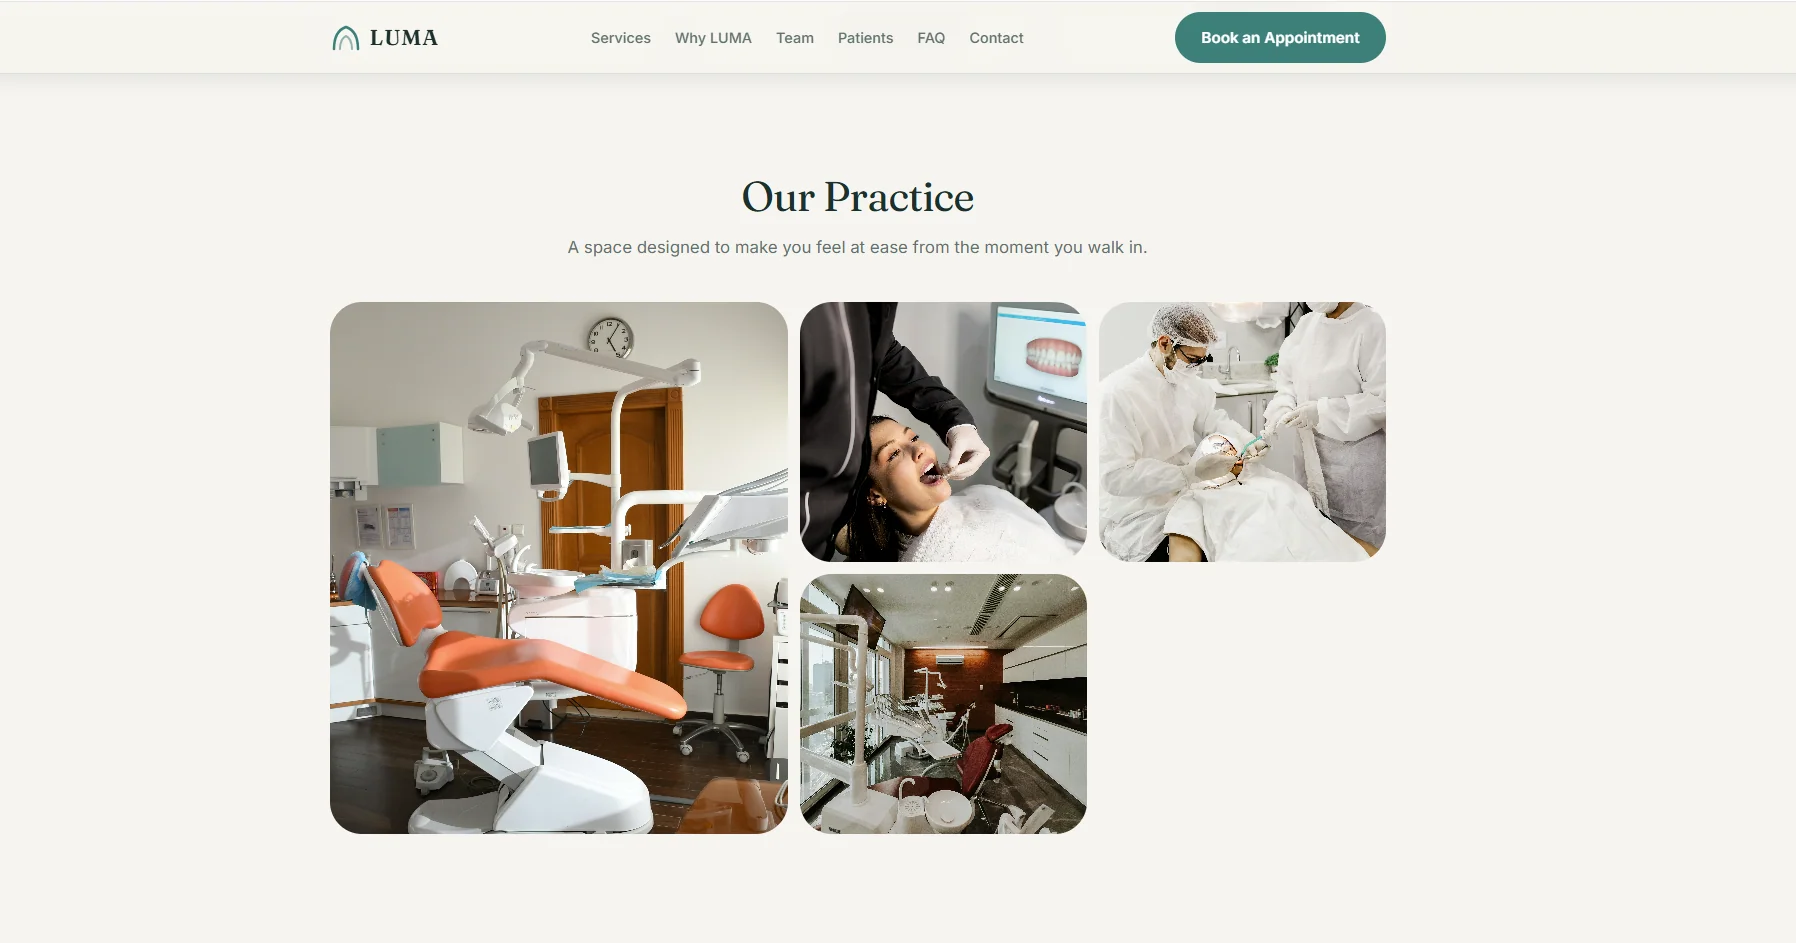 LUMA
Services
Why LUMA
Team
Patients
FAQ
Contact
Book an Appointment
Our Practice
A space designed to make you feel at ease from the moment you walk in.